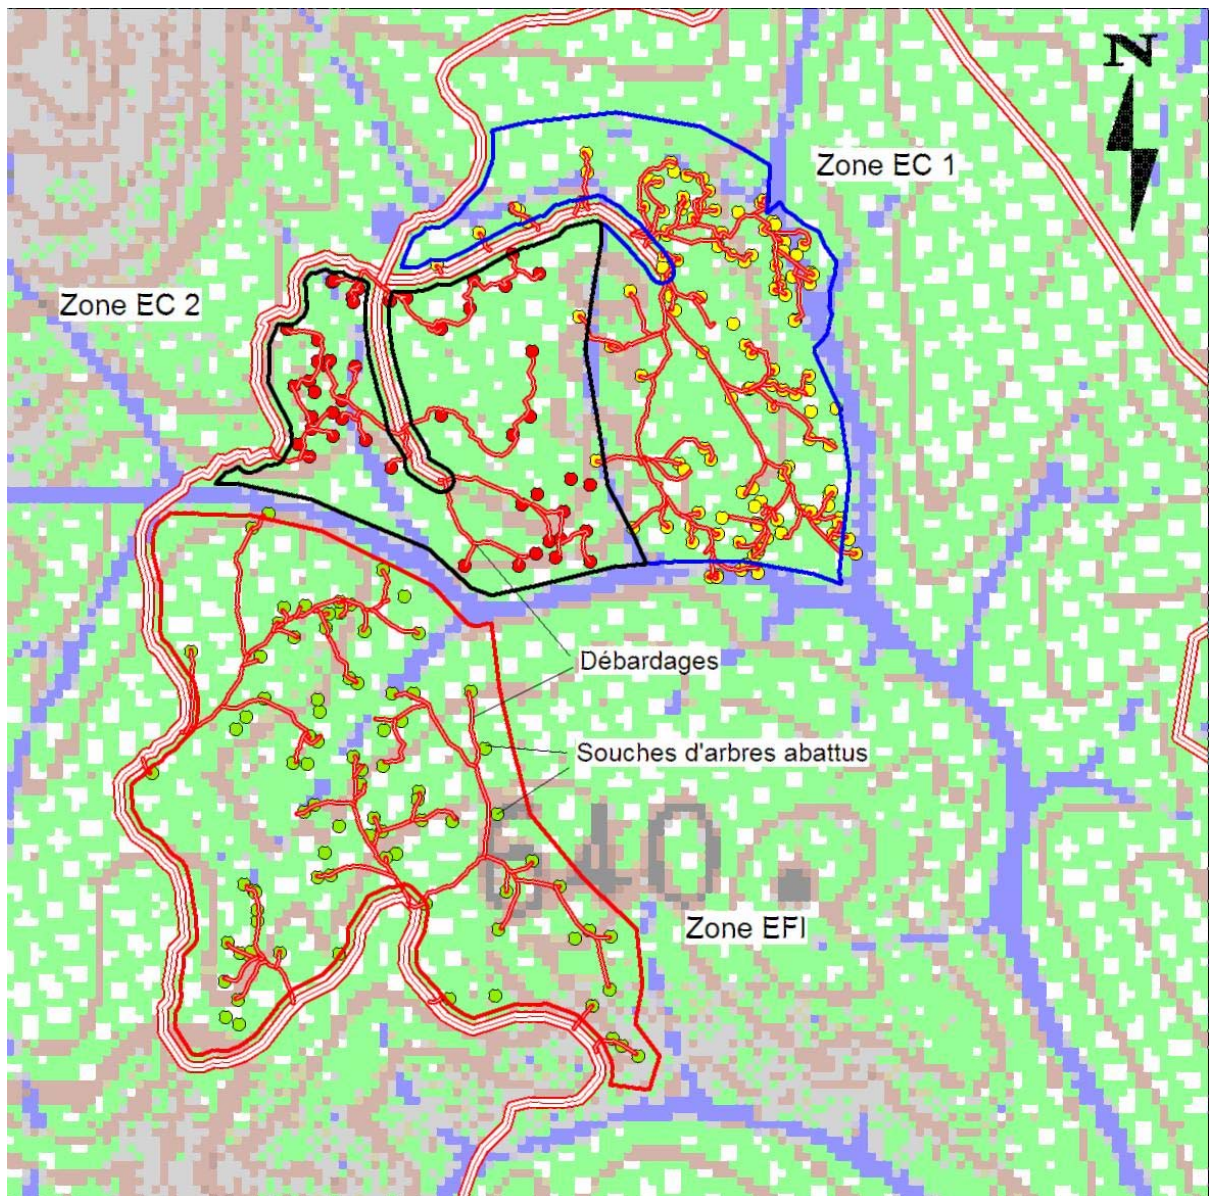 N
Zone EC 1
Zone EC 2
Débardages
Souches d'arbres abattus
640.
Zone EFI